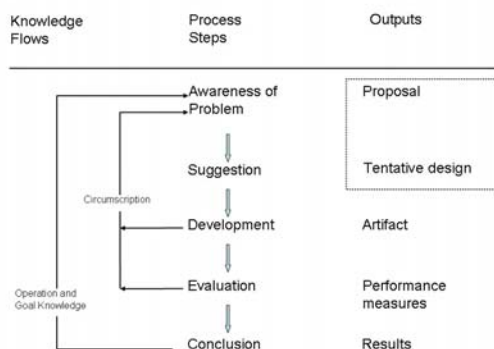 Knowledge
Flows
Process
Steps
Outputs
Awareness of
Problem
Proposal
Suggestion
Tentative design
Circumscription
Development
Artifact
Evaluation
Performance
measures
Operation and
Goal Knowledge
Conclusion
Results